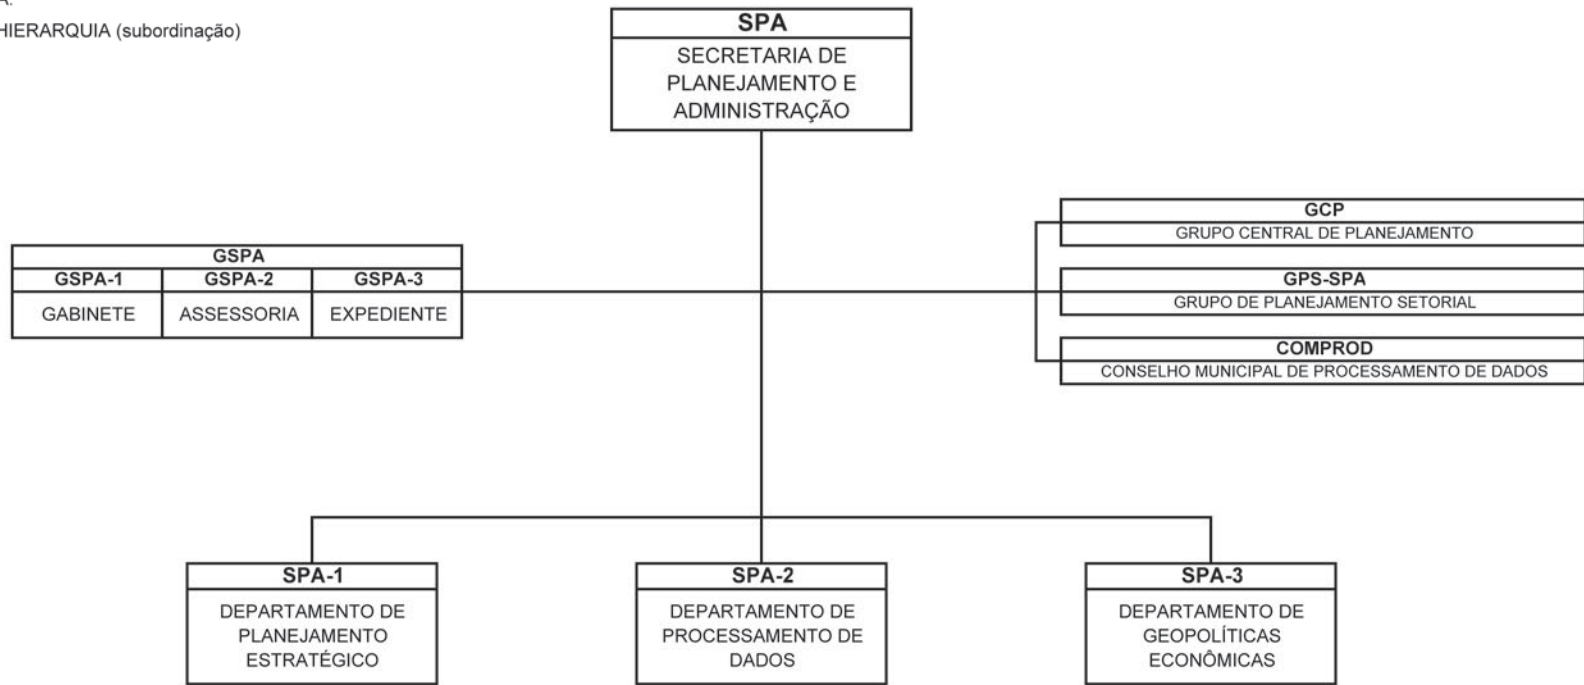 A:
HIERARQUIA (subordinação)
SPA
SECRETARIA DE
PLANEJAMENTO E
ADMINISTRAÇÃO
GCP
GRUPO CENTRAL DE PLANEJAMENTO
GSPA
GSPA-1 GSPA-2 GSPA-3
GABINETE ASSESSORIA EXPEDIENTE
GPS-SPA
GRUPO DE PLANEJAMENTO SETORIAL
COMPROD
CONSELHO MUNICIPAL DE PROCESSAMENTO DE DADOS
SPA-1
DEPARTAMENTO DE
PLANEJAMENTO
ESTRATÉGICO
SPA-2
DEPARTAMENTO DE
PROCESSAMENTO DE
DADOS
SPA-3
DEPARTAMENTO DE
GEOPOLÍTICAS
ECONÔMICAS